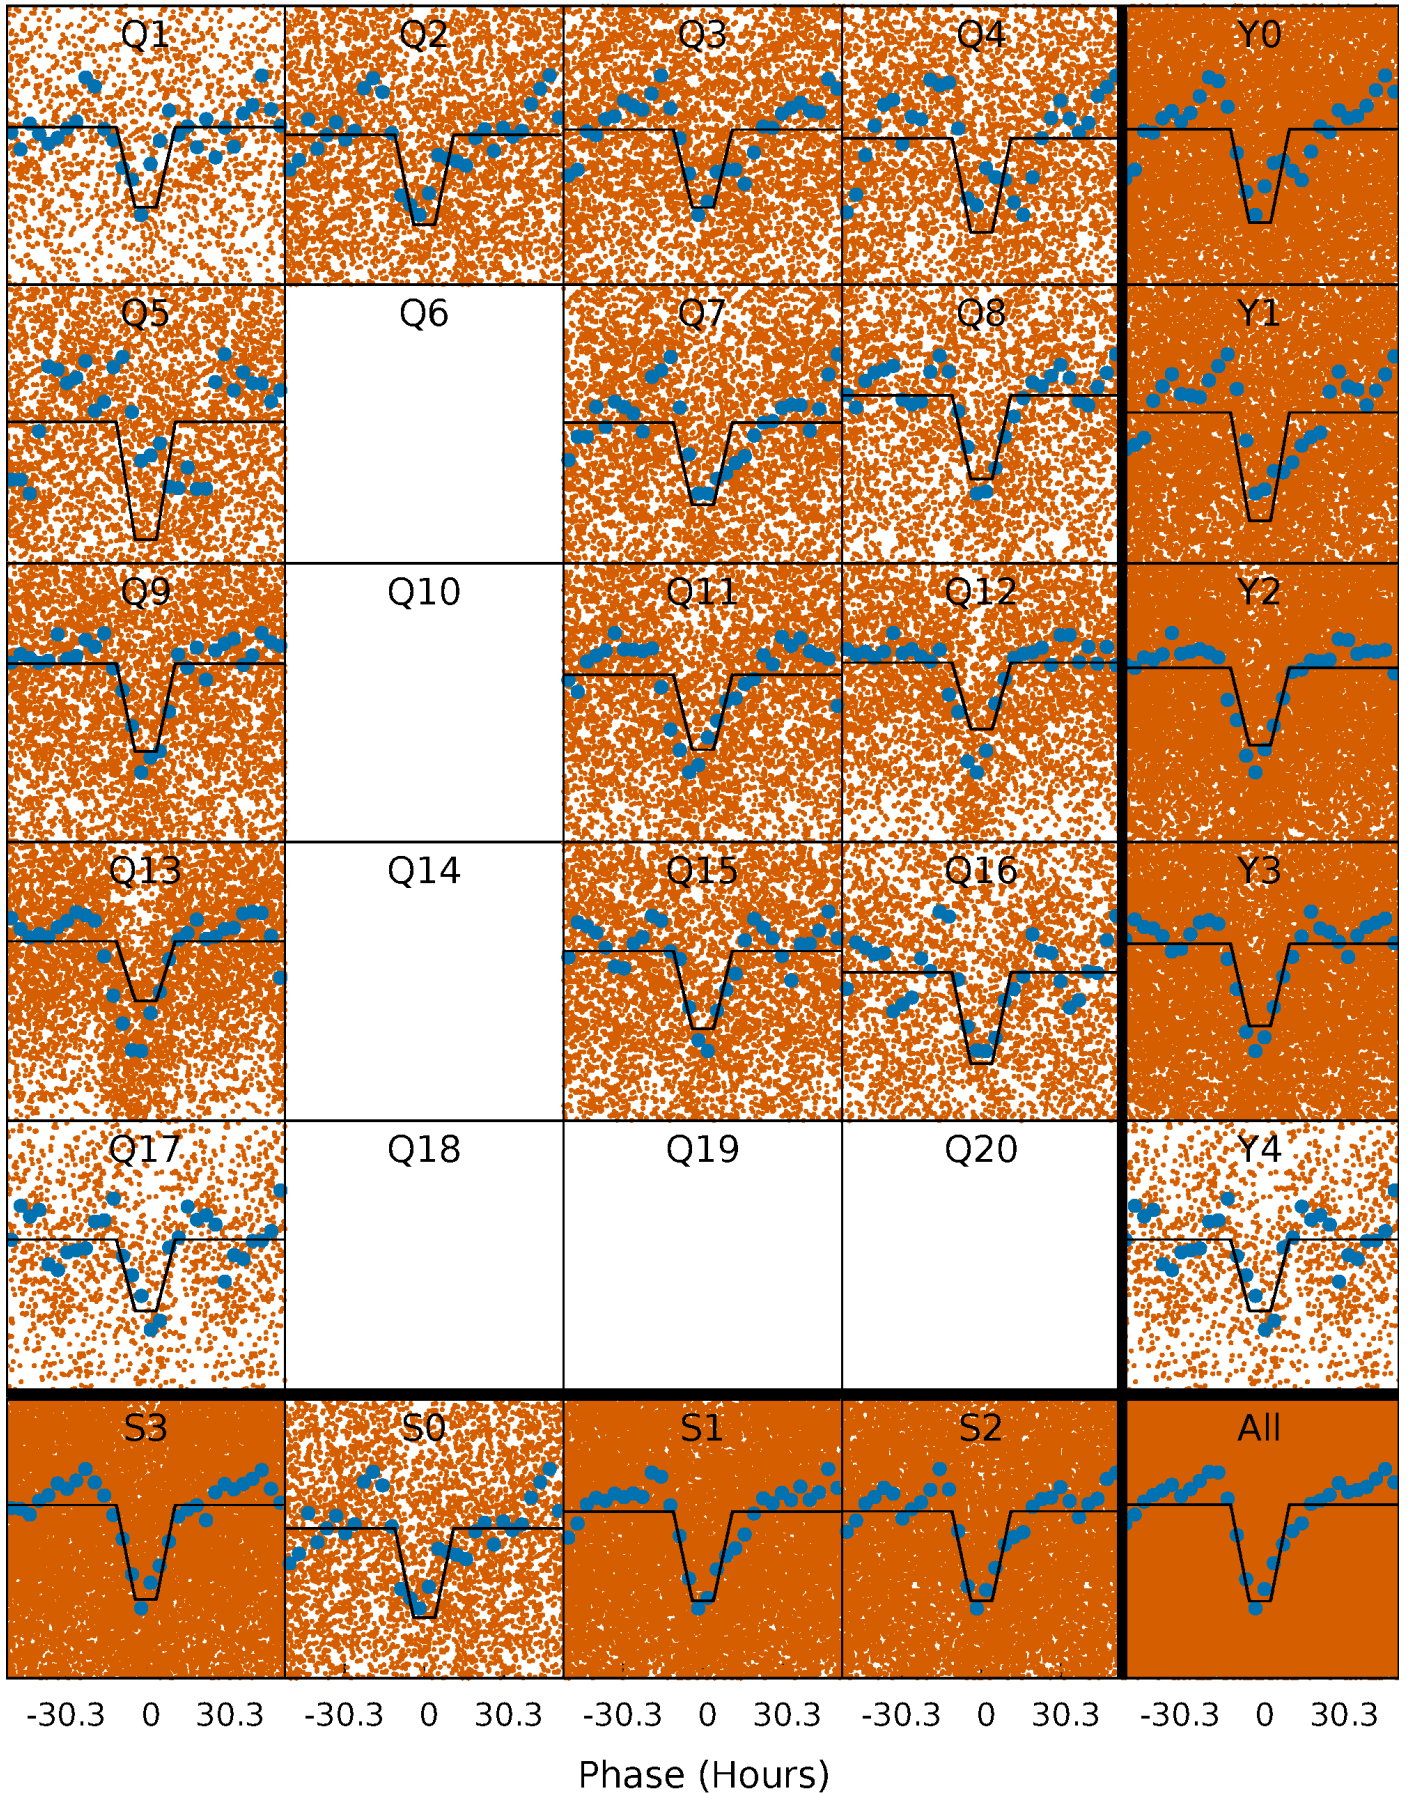 Q1 Q2 Q3 Q4 Y0
Q5 Q6 Q7 Q8 Y1
Q9 Q10 Q11 Q12 Y2
Q13 Q14 Q15 Q16 Y3
Q17 Q18 Q19 Q20 Y4
S3 S0 S1 S2 All
-30.3 0 30.3 -30.3 0 30.3 -30.3 0 30.3 -30.3 0 30.3 -30.3 0 30.3
Phase (Hours)